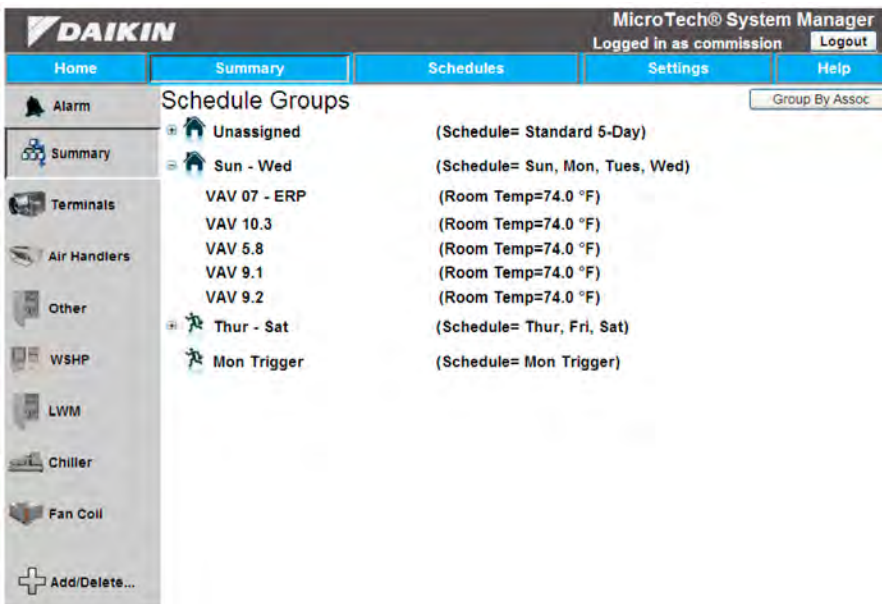 DAIKIN
MicroTech® System Manager
Logged in as commission Logout
Home Summary Schedules Settings Help
Alarm
Summary
Terminals
Air Handlers
Other
WSHP
LWM
Chiller
Fan Coil
Add/Delete...
Schedule Groups Group By Assoc
Unassigned (Schedule= Standard 5-Day)
Sun - Wed (Schedule= Sun, Mon, Tues, Wed)
VAV 07 - ERP (Room Temp=74.0 °F)
VAV 10.3 (Room Temp=74.0 °F)
VAV 5.8 (Room Temp=74.0 °F)
VAV 9.1 (Room Temp=74.0 °F)
VAV 9.2 (Room Temp=74.0 °F)
Thur - Sat (Schedule= Thur, Fri, Sat)
Mon Trigger (Schedule= Mon Trigger)